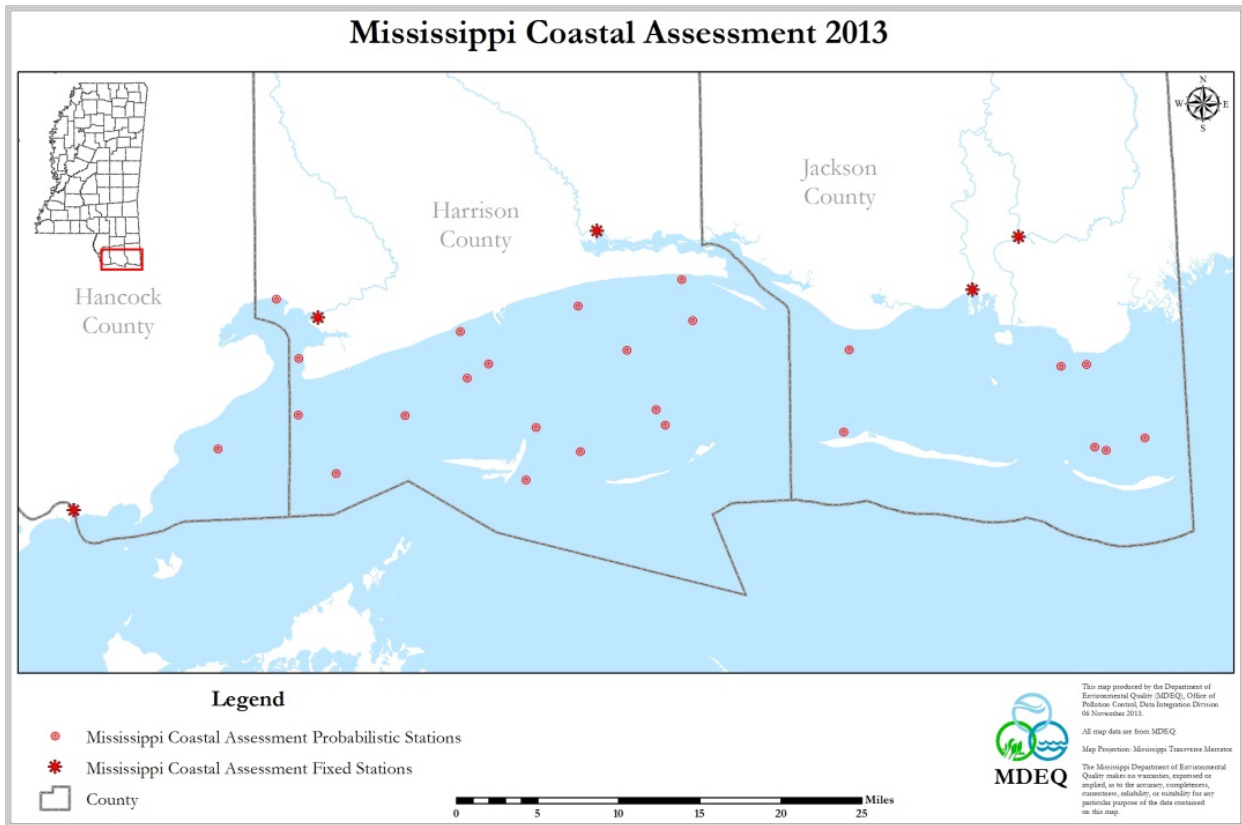 Mississippi Coastal Assessment 2013
N
W
E
S
Jackson
County
Harrison
County
Hancock
County
Legend
Mississippi Coastal Assessment Probabilistic Stations
Mississippi Coastal Assessment Fixed Stations
County
Miles
0
5
10
15
25
MDEQ
This map produced by the Department of
Environmental Quality (MDEQ), Office of
Pollution Control, Data Integration Division
06 November 2013.
All map data are from MDEQ.
Map Projection: Mississippi Transverse Mercator
The Mississippi Department of Environmental
Quality makes no warranties, expressed or
implied, as to the accuracy, completeness,
currentness, reliability, or suitability for any
particular purpose of the data contained
on this map.